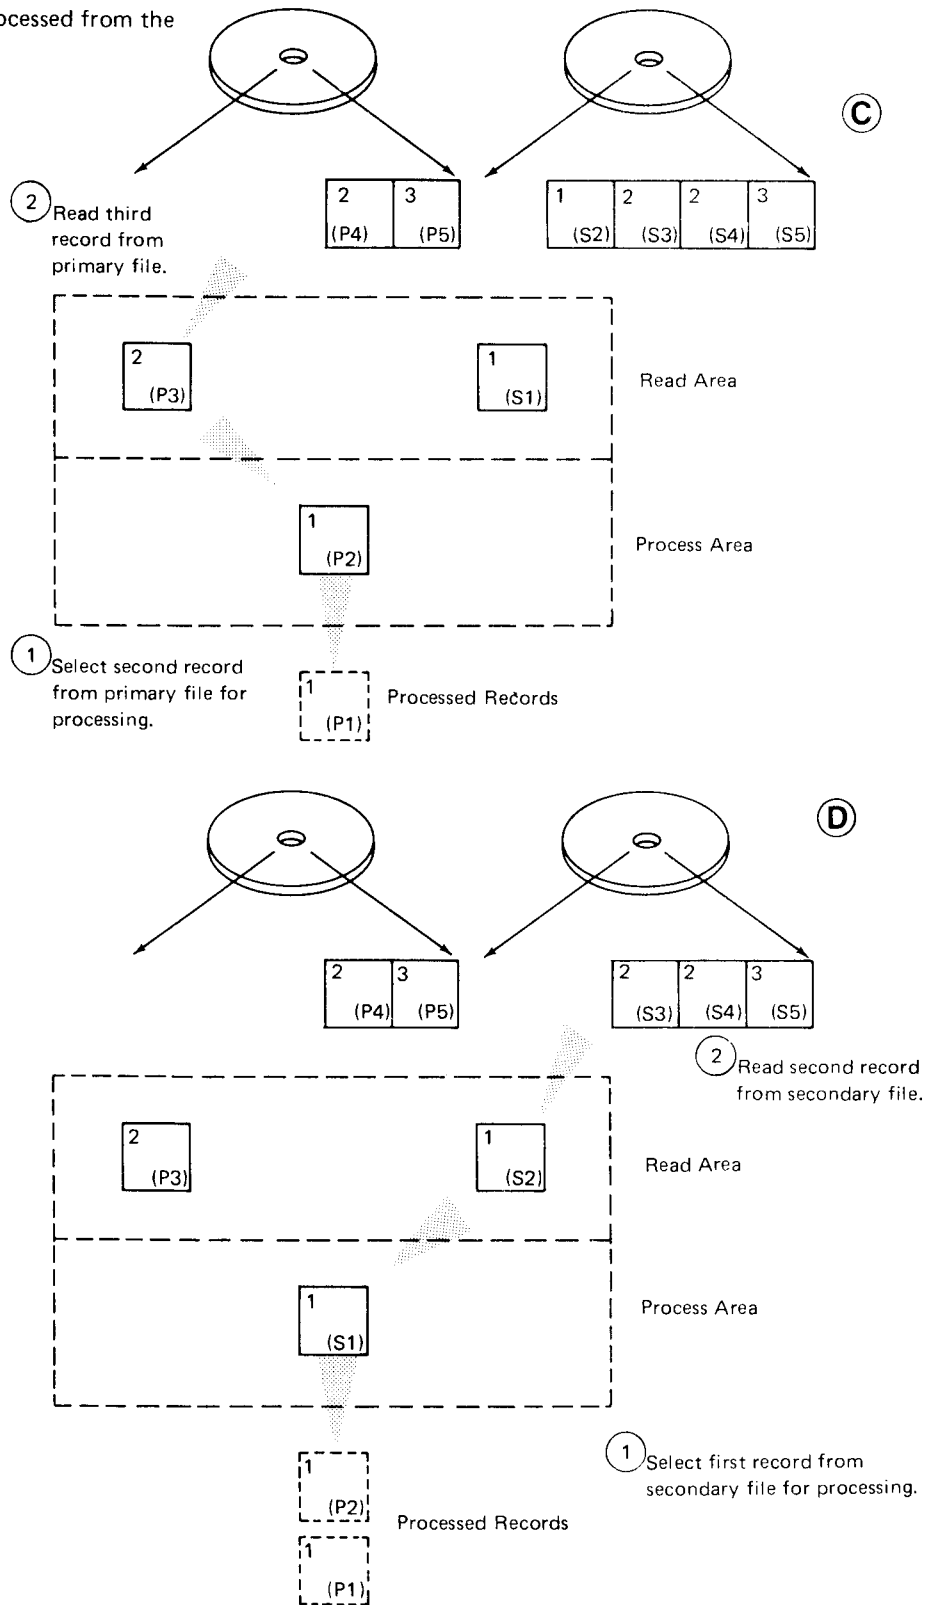 ocessed from the
C
2
Read third
record from
primary file.
2 (P4) 3 (P5)
1 (S2) 2 (S3) 2 (S4) 3 (S5)
2 (P3)
1 (S1)
Read Area
1 (P2)
Process Area
1
Select second record
from primary file for
processing.
1 (P1)
Processed Records
D
2 (P4) 3 (P5)
2 (S3) 2 (S4) 3 (S5)
2
Read second record
from secondary file.
2 (P3)
1 (S2)
Read Area
1 (S1)
Process Area
1
Select first record from
secondary file for processing.
1 (P2)
Processed Records
1 (P1)